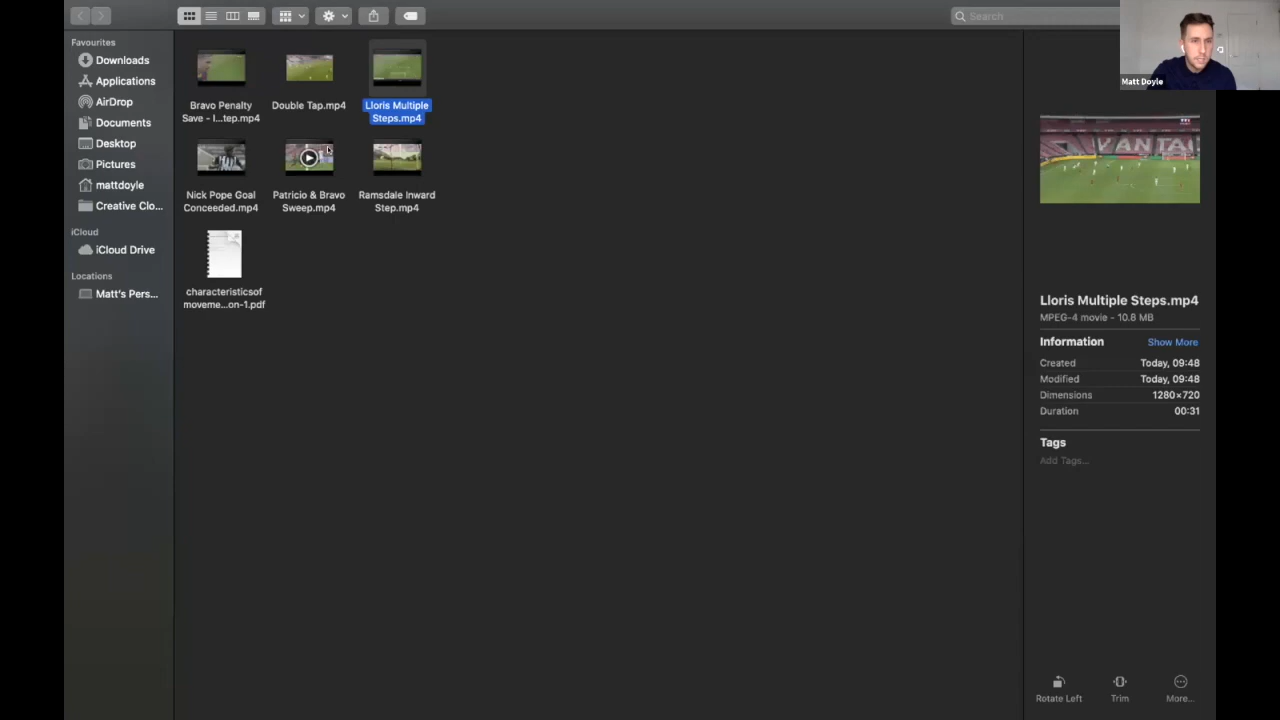 Search
Matt Doyle
Favourites
Downloads
Applications
AirDrop
Documents
Desktop
Pictures
mattdoyle
Creative Clo...
iCloud
iCloud Drive
Locations
Matt's Pers...
Bravo Penalty
Save - I...tep.mp4
Double Tap.mp4
Lloris Multiple
Steps.mp4
Nick Pope Goal
Conceeded.mp4
Patricio & Bravo
Sweep.mp4
Ramsdale Inward
Step.mp4
characteristicsof
moveme...on-1.pdf
VANTA
Lloris Multiple Steps.mp4
MPEG-4 movie - 10.8 MB
Information
Show More
Created
Today, 09:48
Modified
Today, 09:48
Dimensions
1280×720
Duration
00:31
Tags
Add Tags...
Rotate Left
Trim
More...